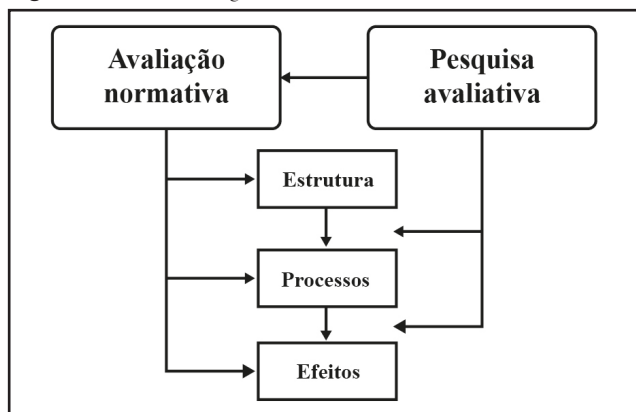 Avaliação
normativa
Pesquisa
avaliativa
Estrutura
Processos
Efeitos